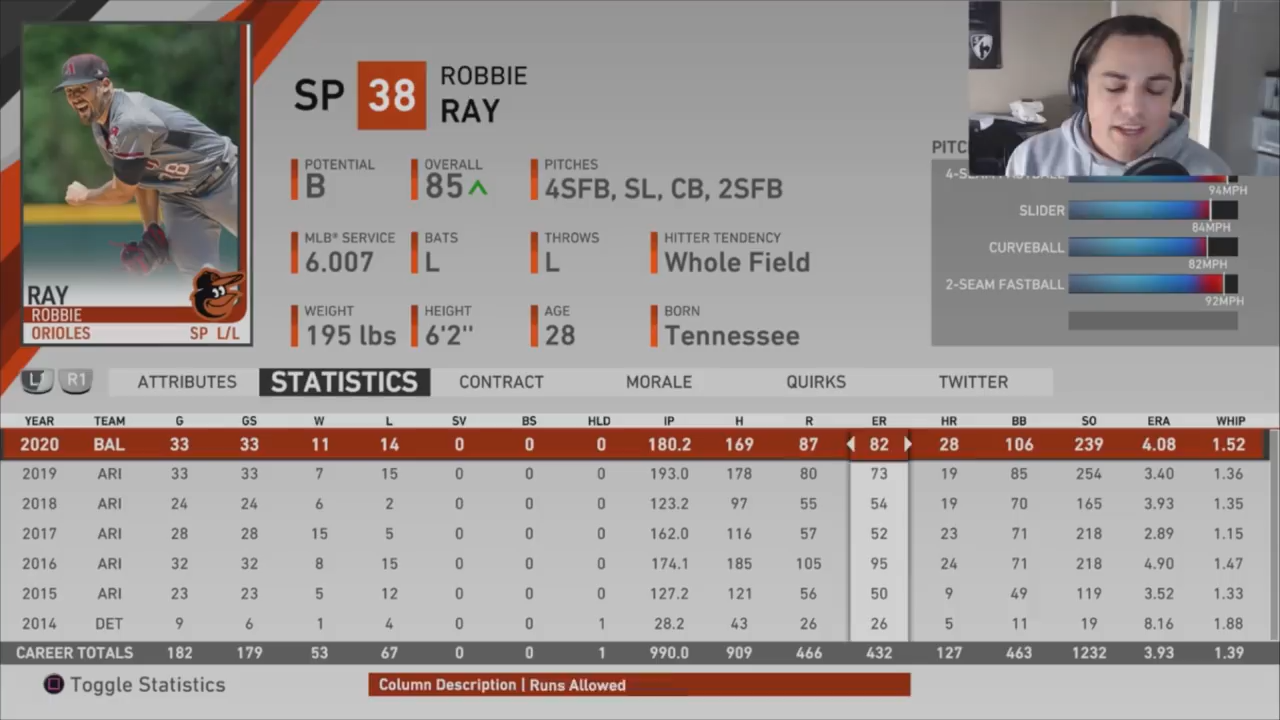 SP 38 ROBBIE
RAY
POTENTIAL OVERALL PITCHES
B 85 4SFB, SL, CB, 2SFB
MLB® SERVICE BATS THROWS HITTER TENDENCY
6.007 L L Whole Field
WEIGHT HEIGHT AGE BORN
195 lbs 6'2" 28 Tennessee
RAY
ROBBIE
ORIOLES SP L/L
94MPH
SLIDER
84MPH
CURVEBALL
82MPH
2-SEAM FASTBALL
92MPH
R1 ATTRIBUTES STATISTICS CONTRACT MORALE QUIRKS TWITTER
YEAR TEAM G GS W L SV BS HLD IP H R ER HR BB SO ERA WHIP
2020 BAL 33 33 11 14 0 0 0 180.2 169 87 82 28 106 239 4.08 1.52
2019 ARI 33 33 7 15 0 0 0 193.0 178 80 73 19 85 254 3.40 1.36
2018 ARI 24 24 6 2 0 0 0 123.2 97 55 54 19 70 165 3.93 1.35
2017 ARI 28 28 15 5 0 0 0 162.0 116 57 52 23 71 218 2.89 1.15
2016 ARI 32 32 8 15 0 0 0 174.1 185 105 95 24 71 218 4.90 1.47
2015 ARI 23 23 5 12 0 0 0 127.2 121 56 50 9 49 119 3.52 1.33
2014 DET 9 6 1 4 0 0 1 28.2 43 26 26 5 11 19 8.16 1.88
CAREER TOTALS 182 179 53 67 0 0 1 990.0 909 466 432 127 463 1232 3.93 1.39
Toggle Statistics
Column Description | Runs Allowed